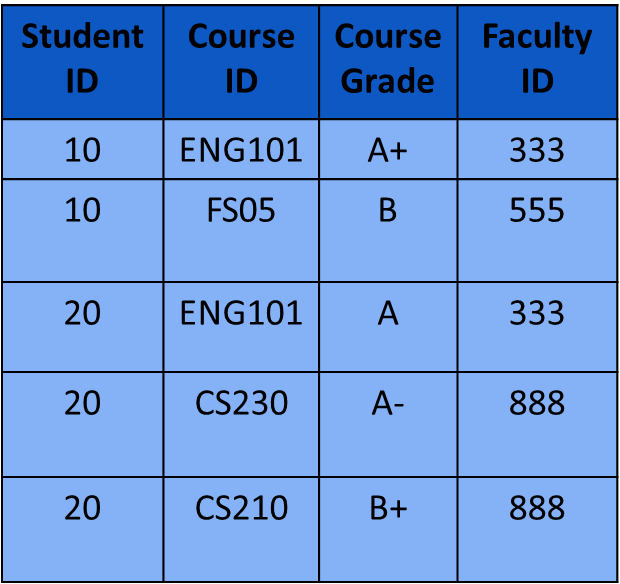 Student ID Course ID Course Grade Faculty ID
10 ENG101 A+ 333
10 FS05 B 555
20 ENG101 A 333
20 CS230 A- 888
20 CS210 B+ 888